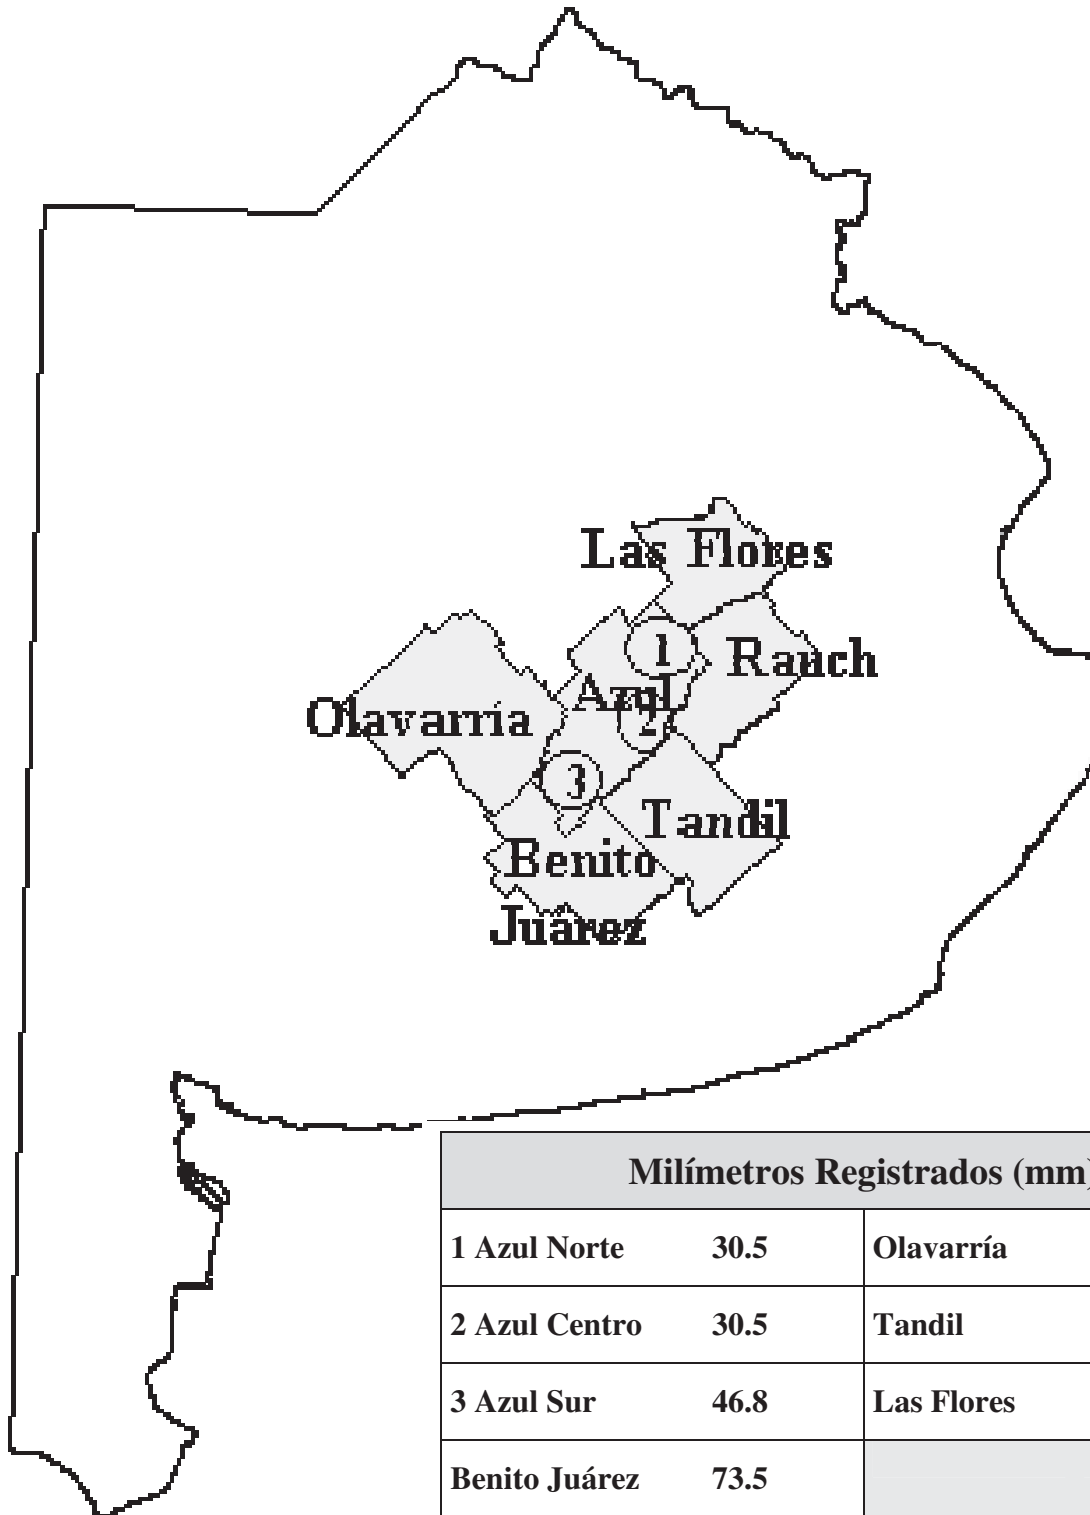 Las Flores
1
Rauch
Azul
Olavarría
2
3
Tandil
Benito
Juárez
Milímetros Registrados (mm)
1 Azul Norte 30.5 Olavarría
2 Azul Centro 30.5 Tandil
3 Azul Sur 46.8 Las Flores
Benito Juárez 73.5